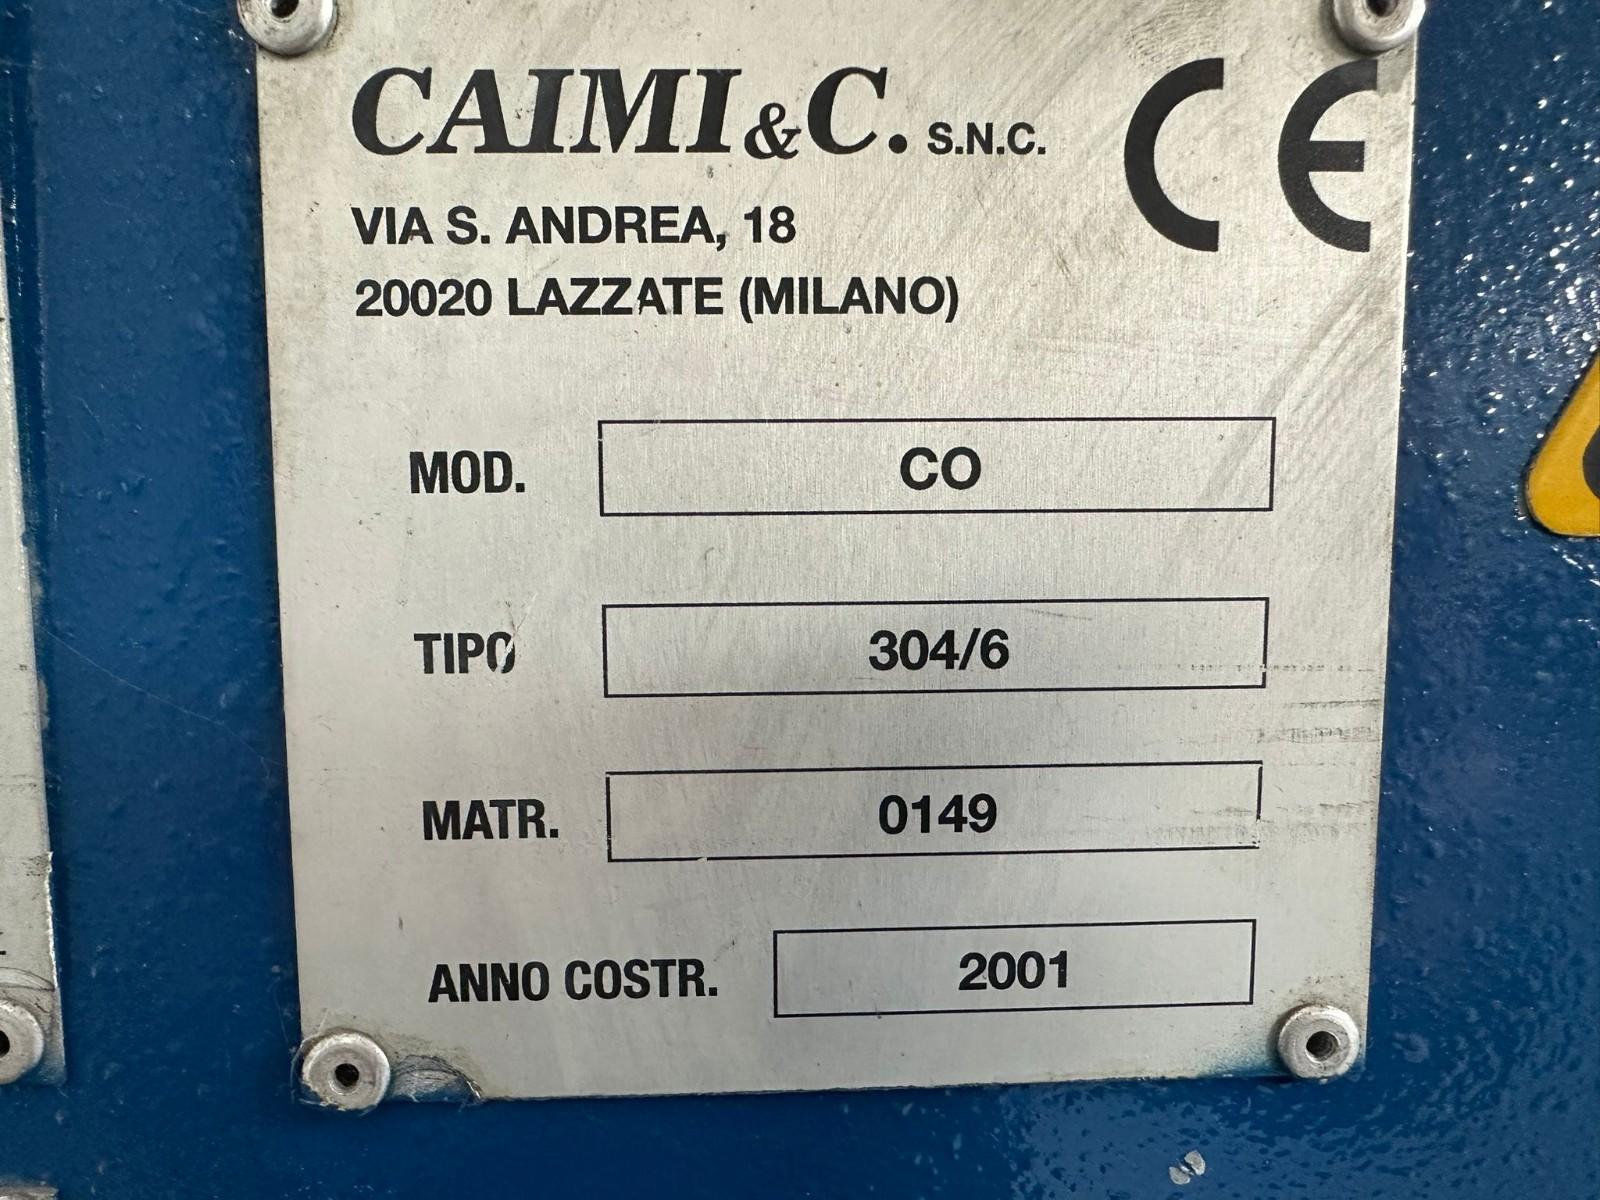 CAIMI & C. S.N.C.
CE
VIA S. ANDREA, 18
20020 LAZZATE (MILANO)
MOD. CO
TIPO 304/6
MATR. 0149
ANNO COSTR. 2001